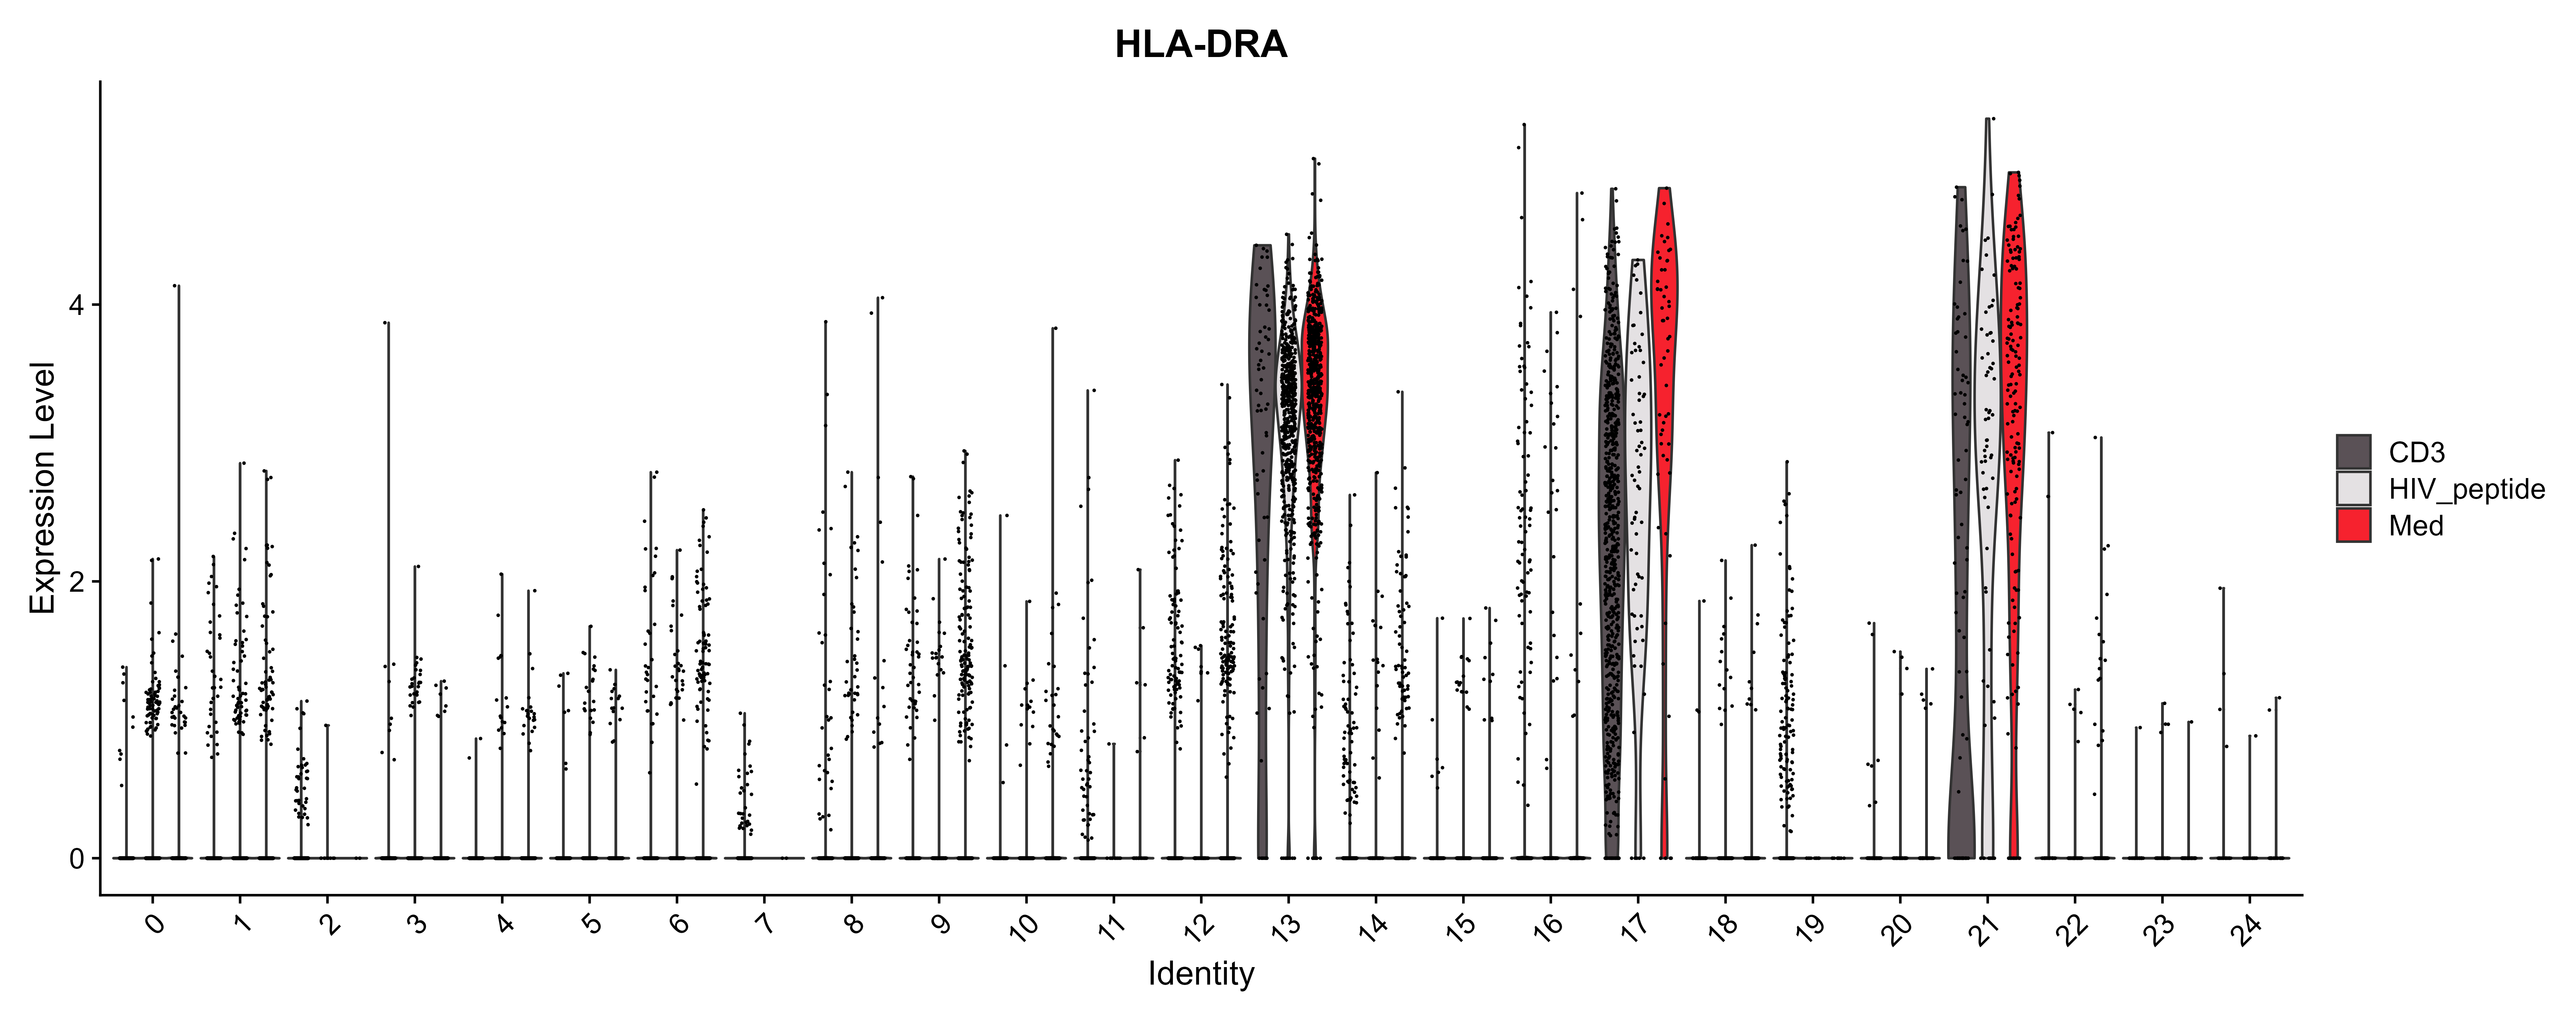 HLA-DRA
Expression Level
4
2
0
0 1 2 3 4 5 6 7 8 9 10 11 12 13 14 15 16 17 18 19 20 21 22 23 24
Identity
CD3
HIV_peptide
Med